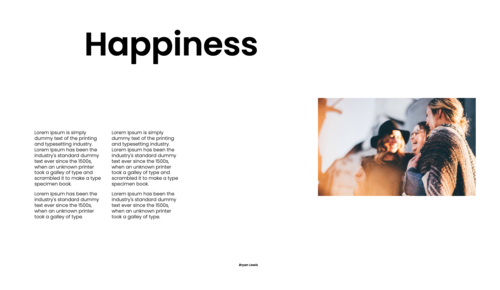 Happiness
Lorem Ipsum is simply
dummy text of the printing
and typesetting industry.
Lorem Ipsum has been the
industry's standard dummy
text ever since the 1500s,
when an unknown printer
took a galley of type and
scrambled it to make a type
specimen book.
Lorem Ipsum has been the
industry's standard dummy
text ever since the 1500s,
when an unknown printer
took a galley of type.
Lorem Ipsum is simply
dummy text of the printing
and typesetting industry.
Lorem Ipsum has been the
industry's standard dummy
text ever since the 1500s,
when an unknown printer
took a galley of type and
scrambled it to make a type
specimen book.
Lorem Ipsum has been the
industry's standard dummy
text ever since the 1500s,
when an unknown printer
took a galley of type.
Bryan Lewis